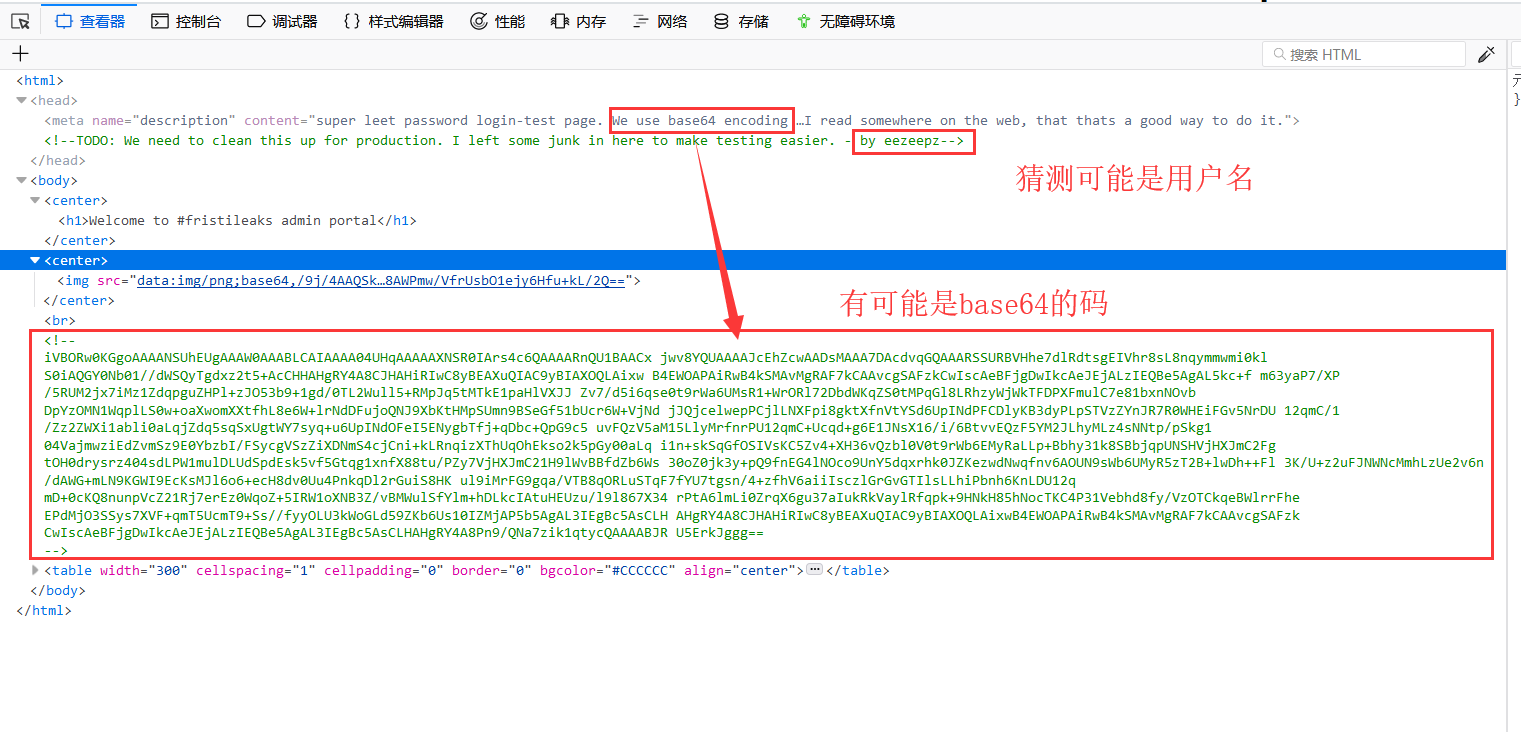 查看器 控制台 调试器 {} 样式编辑器 性能 内存 网络 存储 无障碍环境
搜索 HTML
<html>
<head>
<meta name="description" content="super leet password login-test page. We use base64 encoding …I read somewhere on the web, that thats a good way to do it.">
<!--TODO: We need to clean this up for production. I left some junk in here to make testing easier. - by eezeepz-->
</head>
猜测可能是用户名
<body>
<center>
<h1>Welcome to #fristileaks admin portal</h1>
</center>
<center>
<img src="data:img/png;base64,/9j/4AAQSk…8AWPmw/VfrUsbO1ejy6Hfu+kL/2Q==">
</center>
有可能是base64的码
<br>
<!--
iVBORw0KGgoAAAANSUhEUgAAAW0AAABLCAIAAAA04UHqAAAAAXNSR0IArs4c6QAAAARnQU1BAACx jwv8YQUAAAAJcEhZcwAADsMAAA7DAcdvqGQAAARSSURBVHhe7dlRdtsgEIVhr8sL8nqymmwmi0kl
S0iAQGY0Nb01//dWSQyTgdxz2t5+AcCHHAHgRY4A8CJHAHiRIwC8yBEAXuQIAC9yBIAXOQLAixw B4EWOAPAiRwB4kSMAvMgRAF7kCAAvcgSAFzkCwIscAeBFjgDwIkcAeJEjALzIEQBe5AgAL5kc+f m63yaP7/XP
/5RUM2jx7iMz1ZdqpguZHPl+zJO53b9+1gd/0TL2Wull5+RMpJq5tMTkE1paHlVXJJ Zv7/d5i6qse0t9rWa6UMsR1+WrORl72DbdWKqZS0tMPqGl8LRhzyWjWkTFDPXFmulC7e81bxnNOvb
DpYzOMN1WqplLS0w+oaXwomXXtfhL8e6W+lrNdDFujoQNJ9XbKtHMpSUmn9BSeGf51bUcr6W+VjNd jJQjcelwepPCjlLNXFpi8gktXfnVtYSd6UpINdPFCDlyKB3dyPLpSTVzZYnJR7R0WHEiFGv5NrDU 12qmC/1
/Zz2ZWXi1abli0aLqjZdq5sqSxUgtWY7syq+u6UpINdOFeI5ENygbTfj+qDbc+QpG9c5 uvFQzV5aM15LlyMrfnrPU12qmC+Ucqd+g6E1JNsX16/i/6BtvvEQzF5YM2JLhyMLz4sNNtp/pSkg1
04VajmwziEdZvmSz9E0YbzbI/FSycgVSzZiXDNmS4cjCNi+kLRnqizXThUqOhEkso2k5pGy00aLq i1n+skSqGfOSIVsKC5Zv4+XH36vQzbl0V0t9rWb6EMyRaLLp+Bbhy31k8SBbjqpUNSHVjHXJmC2Fg
tOH0drysrz404sdLPW1mulDLUdSpdEsk5vf5Gtqg1xnfX88tu/PZy7VjHXJmC21H9lWvBBfdZb6Ws 30oZ0jk3y+pQ9fnEG4lNOco9UnY5dqxrhk0JZKezwdNwqfnv6AOUN9sWb6UMyR5zT2B+lwDh++Fl 3K/U+z2uFJNWNcMmhLzUe2v6n
/dAWG+mLN9KGWI9EcKsMJl6o6+ecH8dv0Uu4PnkqDl2rGuiS8HK ul9iMrFG9gqa/VTB8qORLuSTqF7fYU7tgsn/4+zfhV6aiiIsczlGrGvGTIlsLLhiPbnh6KnLDU12q
mD+0cKQ8nunpVcZ21Rj7erEz0WqoZ+5IRW1oXNB3Z/vBMWulSfYlm+hDLkcIAtuHEUzu/l9l867X34 rPtA6lmLi0ZrqX6gu37aIukRkVaylRfqpk+9HNkH85hNocTKC4P31Vebhd8fy/VzOTCkqeBWlrrFhe
EPdMjO3SSys7XVF+qmT5UcmT9+Ss//fyyOLU3kWoGLd59ZKb6Us10IZMjAP5b5AgAL3IEgBc5AsCLH AHgRY4A8CJHAHiRIwC8yBEAXuQIAC9yBIAXOQLAixwB4EWOAPAiRwB4kSMAvMgRAF7kCAAvcgSAFzk
CwIscAeBFjgDwIkcAeJEjALzIEQBe5AgAL3IEgBc5AsCLHAHgRY4A8Pn9/QNa7zik1qtycQAAAABJR U5ErkJggg==
-->
<table width="300" cellspacing="1" cellpadding="0" border="0" bgcolor="#CCCCCC" align="center">…</table>
</body>
</html>